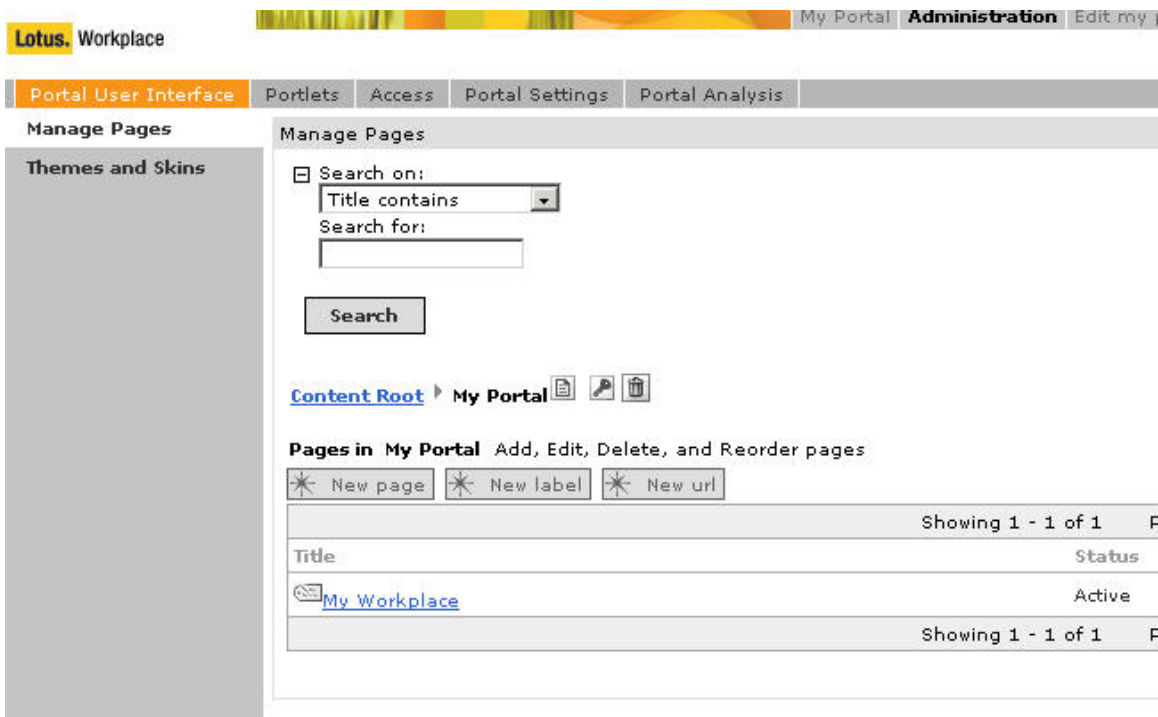 My Portal Administration Edit my
Lotus. Workplace
Portal User Interface Portlets Access Portal Settings Portal Analysis
Manage Pages
Themes and Skins
Manage Pages
Search on:
Title contains
Search for:
Search
Content Root My Portal
Pages in My Portal Add, Edit, Delete, and Reorder pages
New page New label New url
Showing 1 - 1 of 1
Title Status
My Workplace Active
Showing 1 - 1 of 1